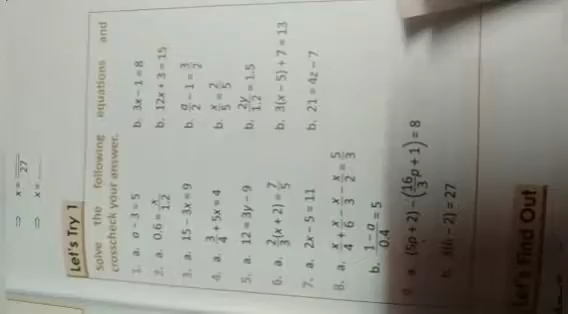 ⇒ x = ___/27
⇒ x = ___
Let's Try 1
Solve the following equations and
crosscheck your answer.
1. a. a − 3 = 5 b. 3x − 1 = 8
2. a. 0.6 = x/1.2 b. 12x + 3 = 15
3. a. 15 − 3x = 9 b. a/2 − 1 = 3/2
4. a. 3/4 + 5x = 4 b. x/5 = 2/5
5. a. 12 = 3y − 9 b. 2y/1.2 = 1.5
6. a. 2/3(x + 2) = 7/5 b. 3(x − 5) + 7 = 13
7. a. 2x − 5 = 11 b. 21 = 4z − 7
8. a. x/4 + x/6 − x/3 − x/2 = 5/3
b. (1 − a)/0.4 = 5
9. a. (5p + 2) − (16/3 p + 1) = 8
b. − 2) = 27
Let's Find Out